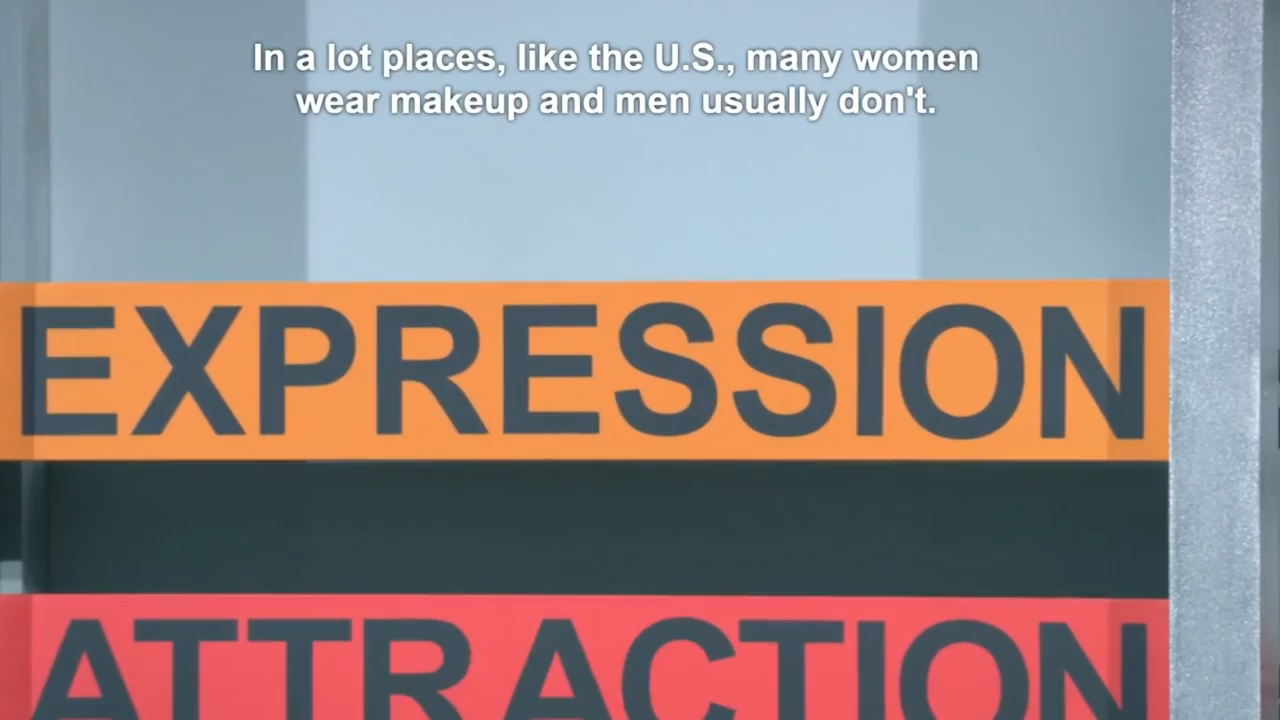 In a lot places, like the U.S., many women
wear makeup and men usually don't.
EXPRESSION
ATTRACTION